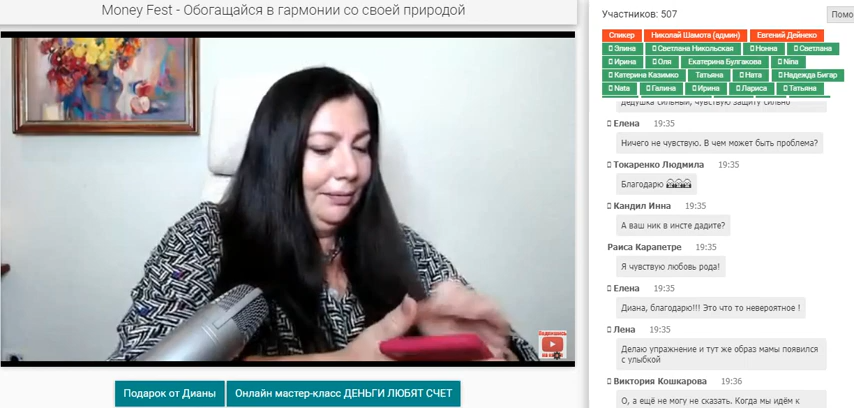 Money Fest - Обогащайся в гармонии со своей природой
Подарок от Дианы
Онлайн мастер-класс ДЕНЬГИ ЛЮБЯТ СЧЕТ
Участников: 507
Помо
Спикер Николай Шамота (админ) Евгений Дейнеко
Элина Светлана Никольская Нонна Светлана
Ирина Оля Екатерина Булгакова Nina
Катерина Казимко Татьяна Ната Надежда Бигар
Nata Галина Ирина Лариса Татьяна
дедушка сильный, чувствую защиту сильно
Елена 19:35
Ничего не чувствую. В чем может быть проблема?
Токаренко Людмила 19:35
Благодарю
Кандил Инна 19:35
А ваш ник в инсте дадите?
Раиса Карапетре 19:35
Я чувствую любовь рода!
Елена 19:35
Диана, благодарю!!! Это что то невероятное !
Лена 19:35
Делаю упражнение и тут же образ мамы появился
с улыбкой
Виктория Кошкарова 19:36
О, а ещё не могу не сказать. Когда мы идём к